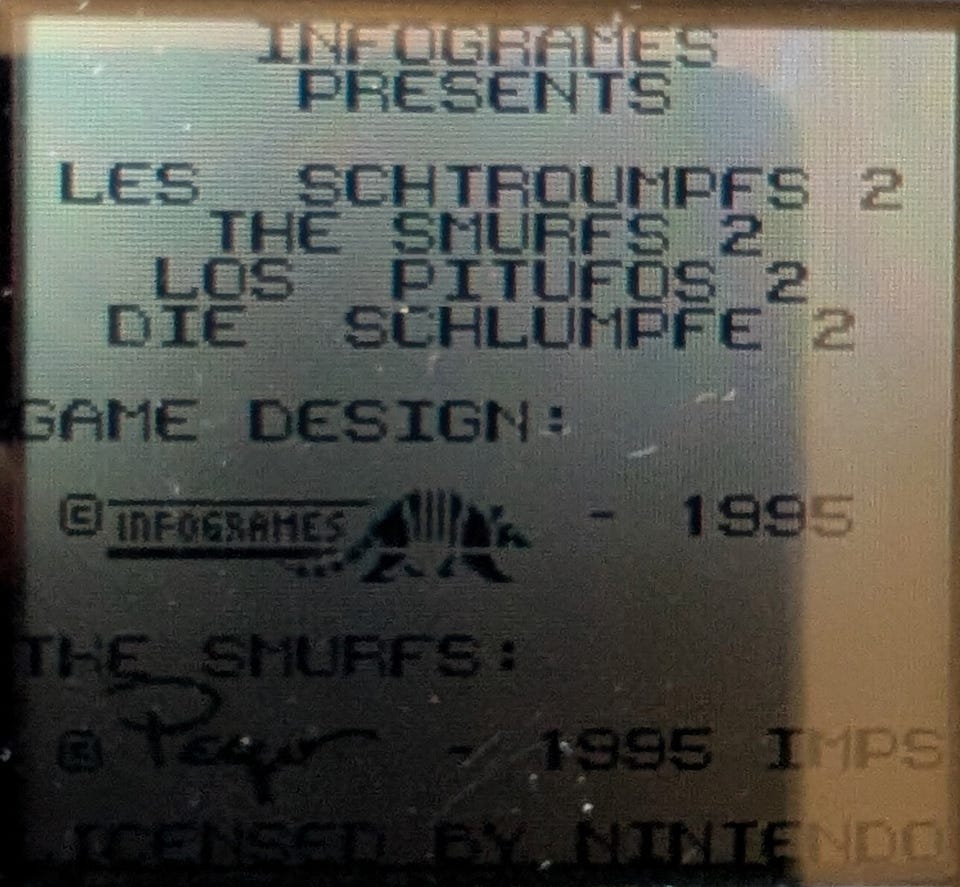 INFOGRAMES
PRESENTS
LES SCHTROUMPFS 2
THE SMURFS 2
LOS PITUFOS 2
DIE SCHLUMPFE 2
GAME DESIGN:
© INFOGRAMES - 1995
THE SMURFS:
© Peyo - 1995 IMPS
LICENSED BY NINTENDO